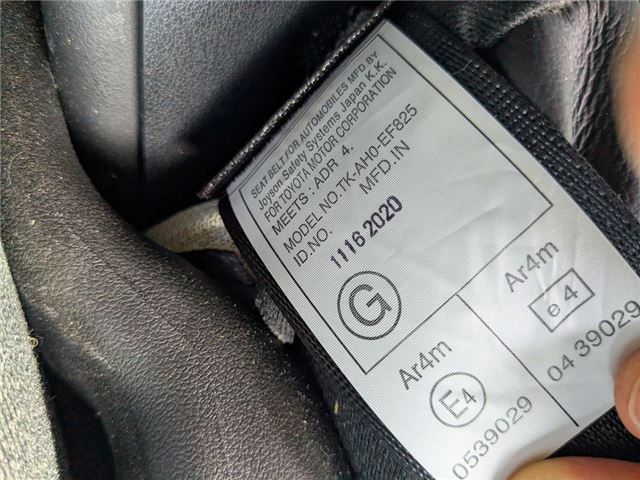 SEAT BELT FOR AUTOMOBILES MFD.BY
Joyson Safety Systems Japan K.K.
FOR TOYOTA MOTOR CORPORATION
MEETS : ADR 4.
MODEL NO.TK-AH0-EF825
ID.NO. MFD.IN
1116 2020
G
Ar4m
E4
0539029
Ar4m
e4
04 39029